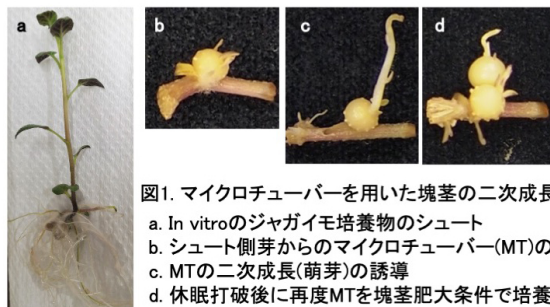 a
b
c
d
図1. マイクロチューバーを用いた塊茎の二次成長
a. In vitroのジャガイモ培養物のシュート
b. シュート側芽からのマイクロチューバー(MT)の
c. MTの二次成長(萌芽)の誘導
d. 休眠打破後に再度MTを塊茎肥大条件で培養